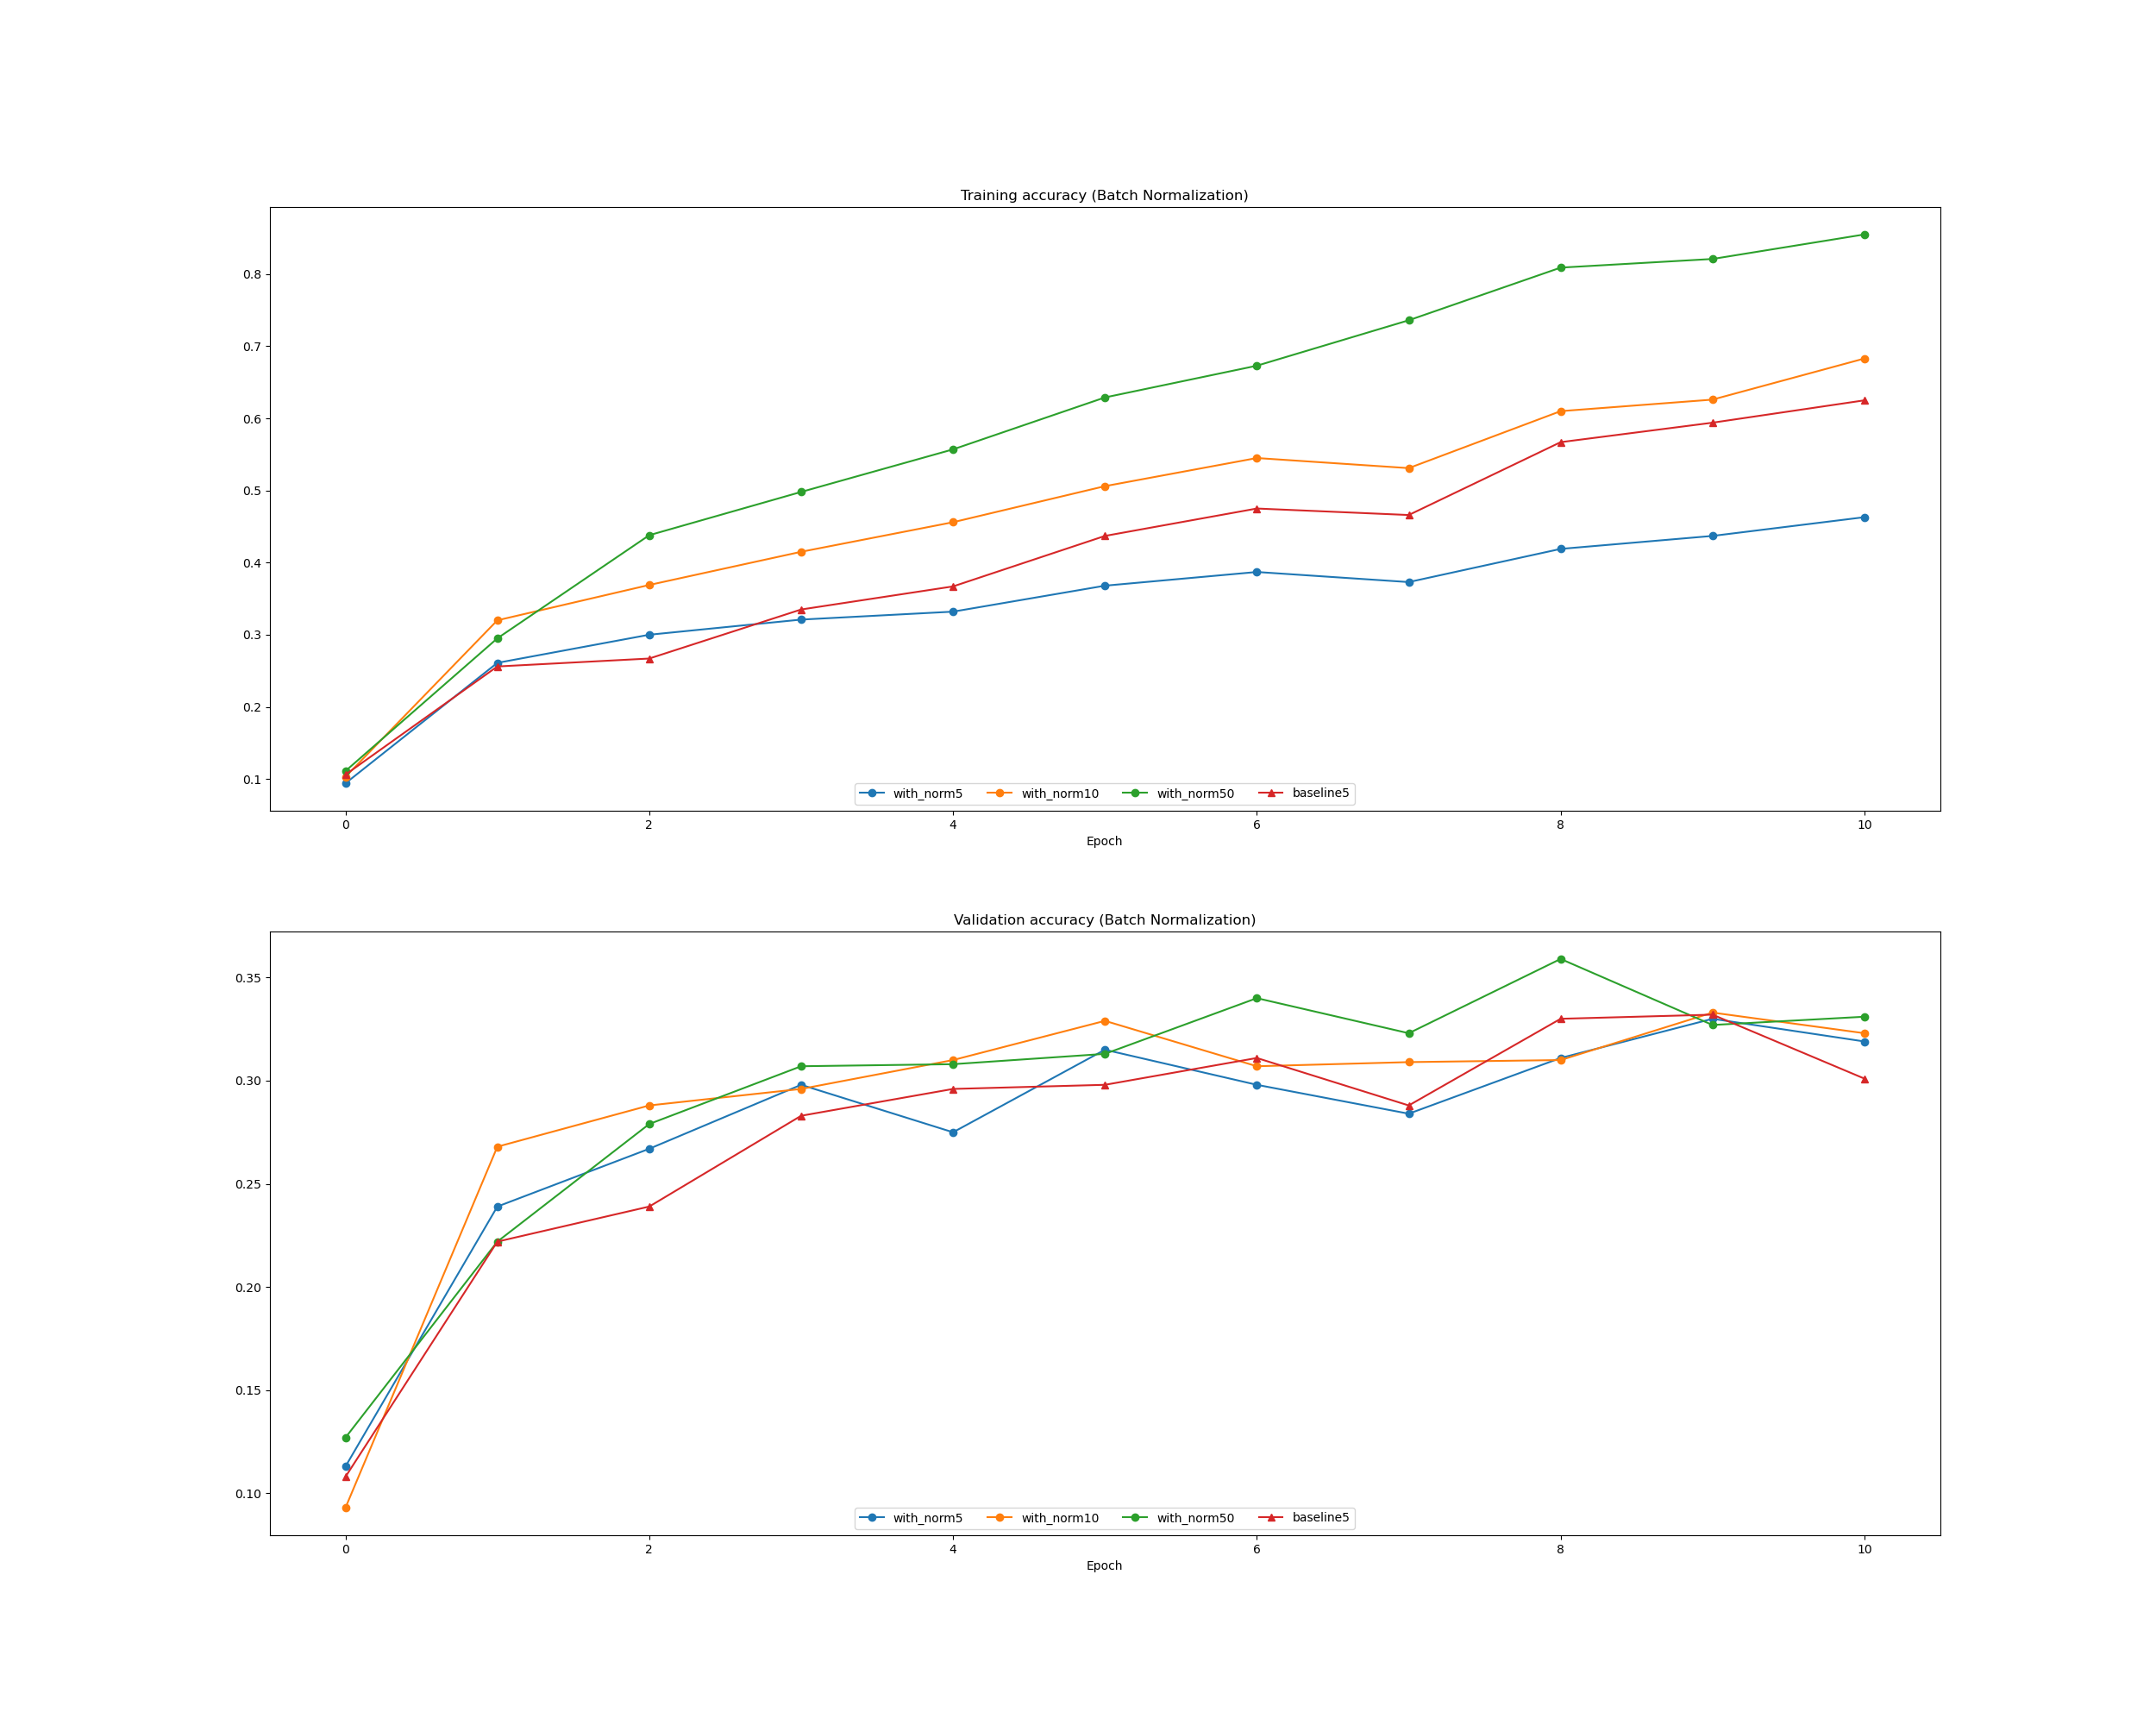 Training accuracy (Batch Normalization)
0.8
0.7
0.6
0.5
0.4
0.3
0.2
0.1
with_norm5 with_norm10 with_norm50 baseline5
0 2 4 6 8 10
Epoch
Validation accuracy (Batch Normalization)
0.35
0.30
0.25
0.20
0.15
0.10
with_norm5 with_norm10 with_norm50 baseline5
0 2 4 6 8 10
Epoch